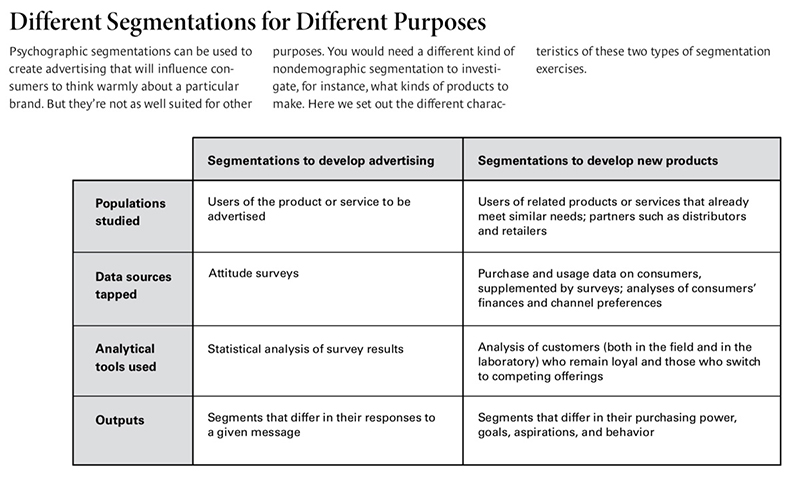 Different Segmentations for Different Purposes
Psychographic segmentations can be used to
create advertising that will influence con-
sumers to think warmly about a particular
brand. But they're not as well suited for other
purposes. You would need a different kind of
nondemographic segmentation to investi-
gate, for instance, what kinds of products to
make. Here we set out the different charac-
teristics of these two types of segmentation
exercises.
Segmentations to develop advertising
Segmentations to develop new products
Populations
studied
Users of the product or service to be
advertised
Users of related products or services that already
meet similar needs; partners such as distributors
and retailers
Data sources
tapped
Attitude surveys
Purchase and usage data on consumers,
supplemented by surveys; analyses of consumers'
finances and channel preferences
Analytical
tools used
Statistical analysis of survey results
Analysis of customers (both in the field and in the
laboratory) who remain loyal and those who switch
to competing offerings
Outputs
Segments that differ in their responses to
a given message
Segments that differ in their purchasing power,
goals, aspirations, and behavior